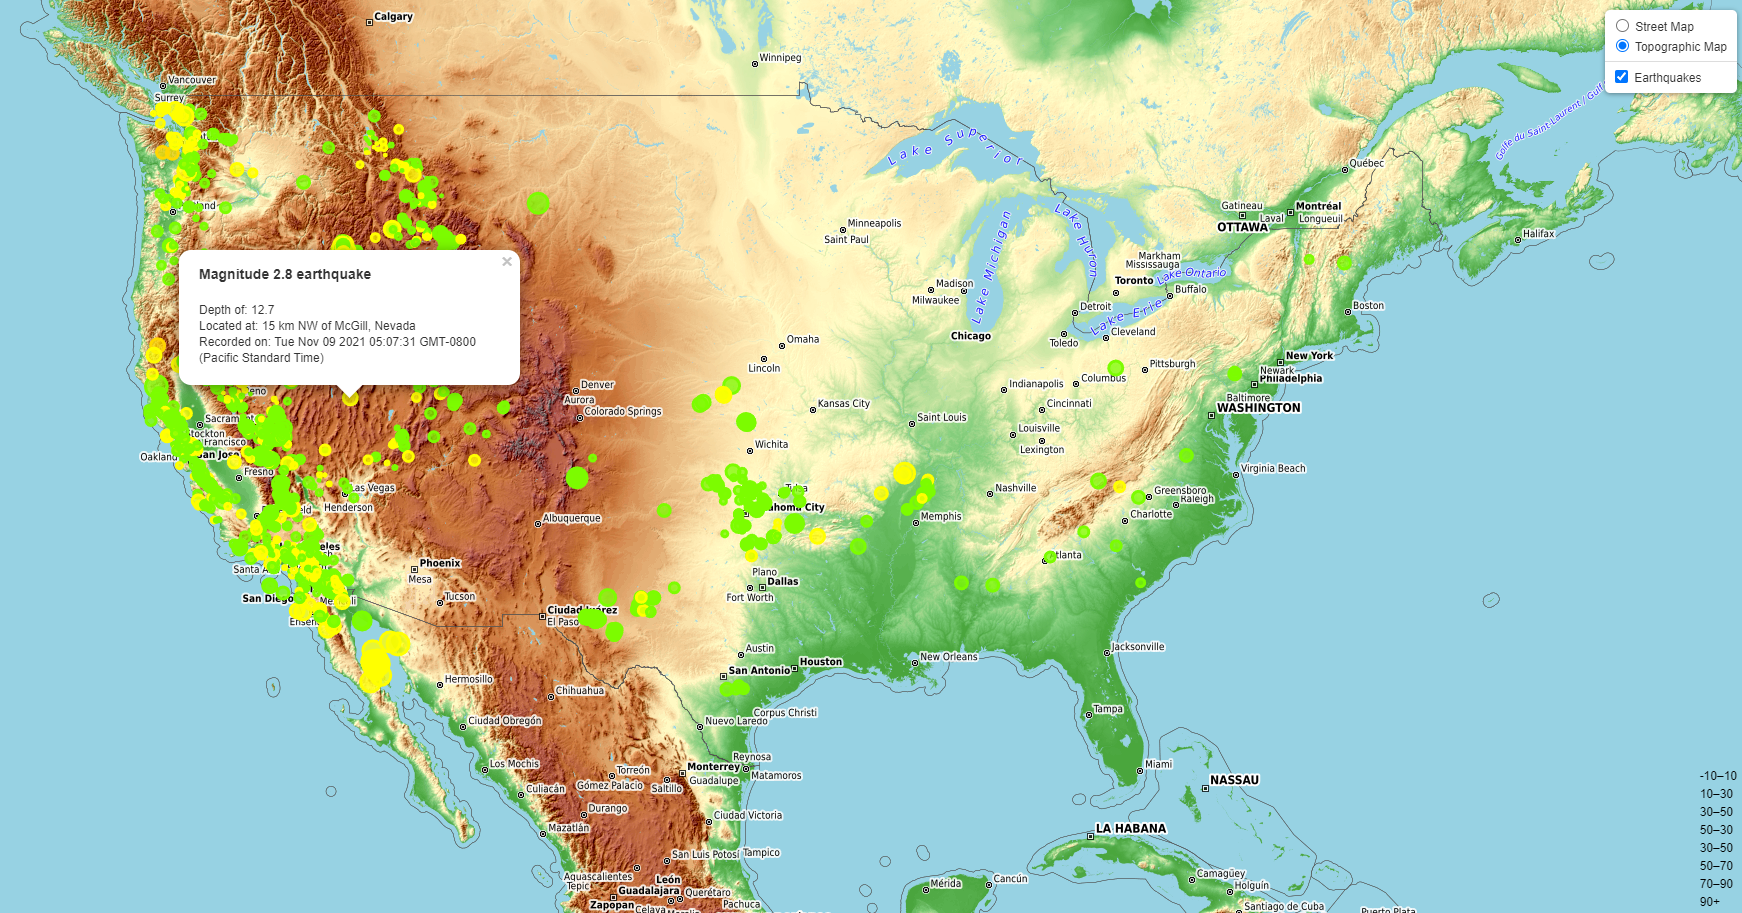 Calgary
Winnipeg
Vancouver
Surrey
Street Map
Topographic Map
Earthquakes
Golfe du Saint-Laurent / Gulf
Lake Superior
Québec
Gatineau
Montréal
Laval
Longueuil
OTTAWA
Halifax
Minneapolis
Saint Paul
Lake Michigan
Lake Huron
Markham
Mississauga
Toronto
Lake Ontario
Buffalo
Madison
Milwaukee
Detroit
Lake Erie
Boston
Chicago
Toledo
Cleveland
Magnitude 2.8 earthquake
×
Depth of: 12.7
Located at: 15 km NW of McGill, Nevada
Recorded on: Tue Nov 09 2021 05:07:31 GMT-0800
(Pacific Standard Time)
Omaha
Lincoln
New York
Newark
Philadelphia
Pittsburgh
Columbus
Indianapolis
Baltimore
WASHINGTON
Denver
Aurora
Colorado Springs
Kansas City
Saint Louis
Cincinnati
Louisville
Lexington
Stockton
Francisco
Oakland
San Jose
Fresno
Wichita
Virginia Beach
Las Vegas
Henderson
Nashville
Greensboro
Raleigh
Charlotte
Albuquerque
Memphis
Phoenix
Mesa
Plano
Dallas
Fort Worth
Tucson
San Diego
Ciudad Juárez
El Paso
Austin
Houston
San Antonio
New Orleans
Jacksonville
Hermosillo
Chihuahua
Ciudad Obregón
Nuevo Laredo
Corpus Christi
Tampa
Los Mochis
Torreón
Gómez Palacio
Monterrey
Guadalupe
Saltillo
Reynosa
Matamoros
Miami
NASSAU
Culiacán
Durango
Mazatlán
Ciudad Victoria
LA HABANA
San Luis Potosí
Tampico
Aguascalientes
Tepic
León
Guadalajara
Querétaro
Zapopan
Celaya
Pachuca
Mérida
Cancún
Camagüey
Holguín
Santiago de Cuba
Puerto Plata
-10–10
10–30
30–50
50–30
30–50
50–70
70–90
90+